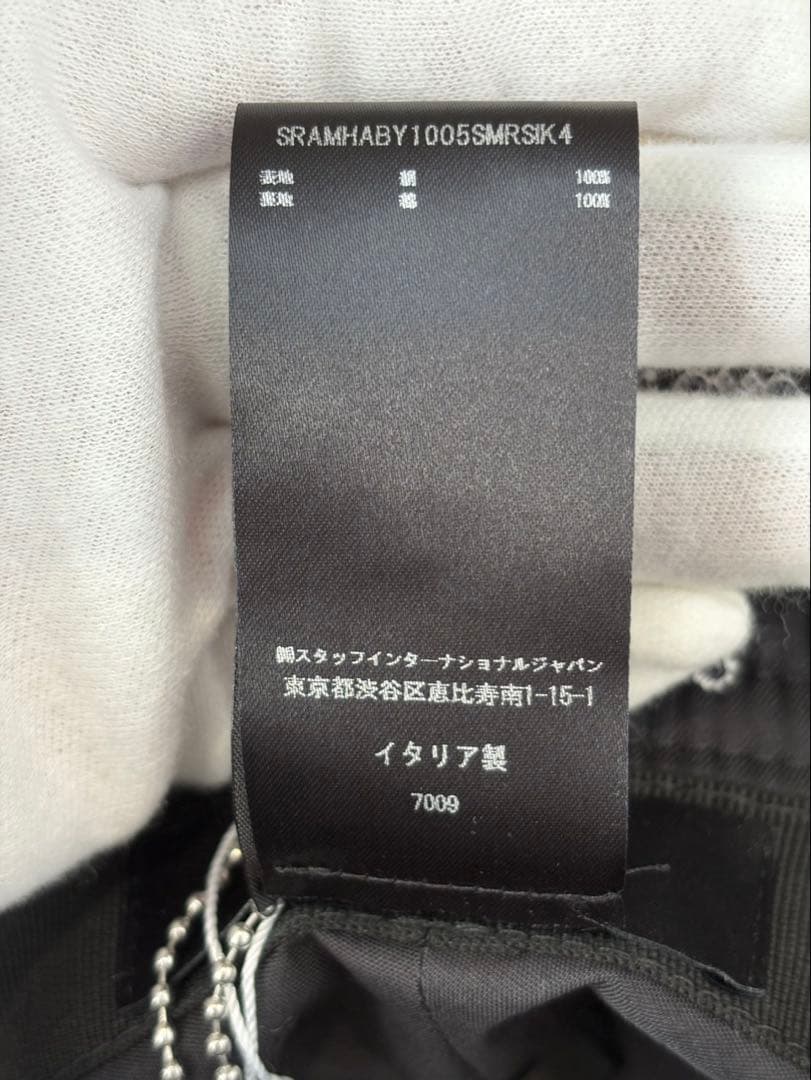 SRAMHABY1005SMRSIK4
表地 絹 100%
裏地 綿 100%
㈱スタッフインターナショナルジャパン
東京都渋谷区恵比寿南1-15-1
イタリア製
7009